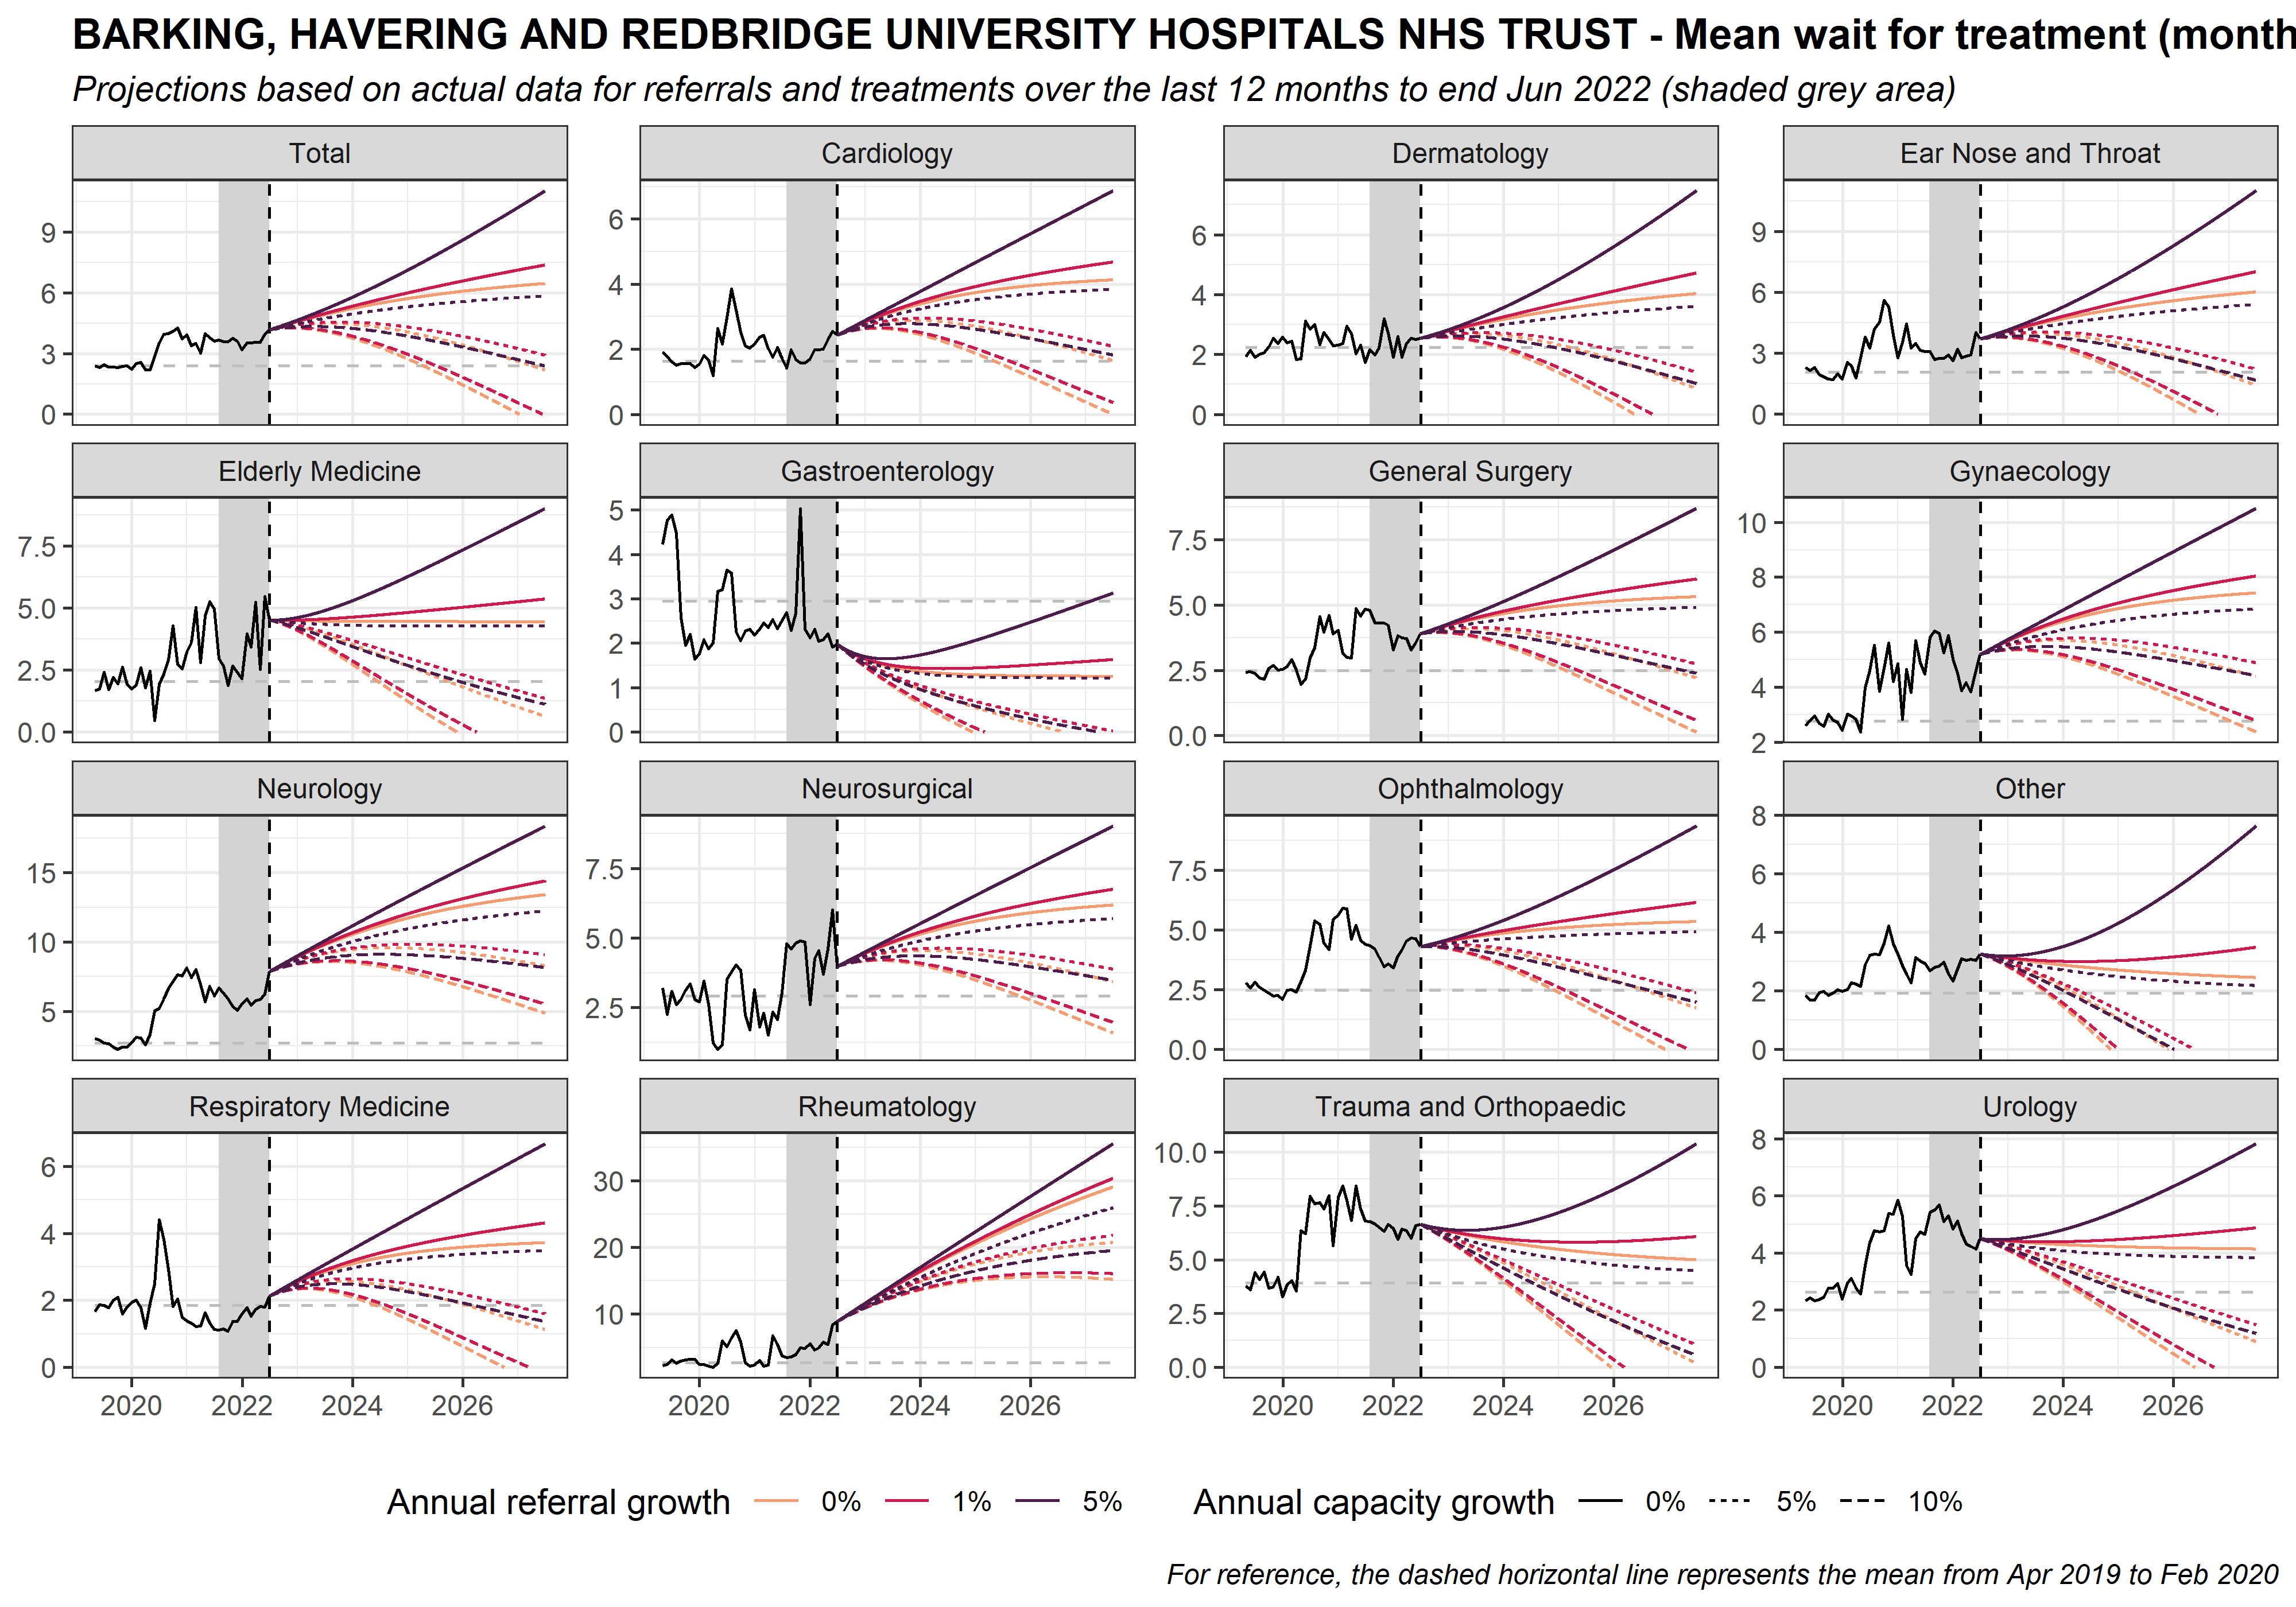 BARKING, HAVERING AND REDBRIDGE UNIVERSITY HOSPITALS NHS TRUST - Mean wait for treatment (month
Projections based on actual data for referrals and treatments over the last 12 months to end Jun 2022 (shaded grey area)
Total
Cardiology
Dermatology
Ear Nose and Throat
9
6
3
0
6
4
2
0
6
4
2
0
9
6
3
0
Elderly Medicine
Gastroenterology
General Surgery
Gynaecology
7.5
5.0
2.5
0.0
5
4
3
2
1
0
7.5
5.0
2.5
0.0
10
8
6
4
2
Neurology
Neurosurgical
Ophthalmology
Other
15
10
5
7.5
5.0
2.5
7.5
5.0
2.5
0.0
8
6
4
2
0
Respiratory Medicine
Rheumatology
Trauma and Orthopaedic
Urology
6
4
2
0
30
20
10
10.0
7.5
5.0
2.5
0.0
8
6
4
2
0
2020 2022 2024 2026
2020 2022 2024 2026
2020 2022 2024 2026
2020 2022 2024 2026
Annual referral growth 0% 1% 5%
Annual capacity growth 0% 5% 10%
For reference, the dashed horizontal line represents the mean from Apr 2019 to Feb 2020